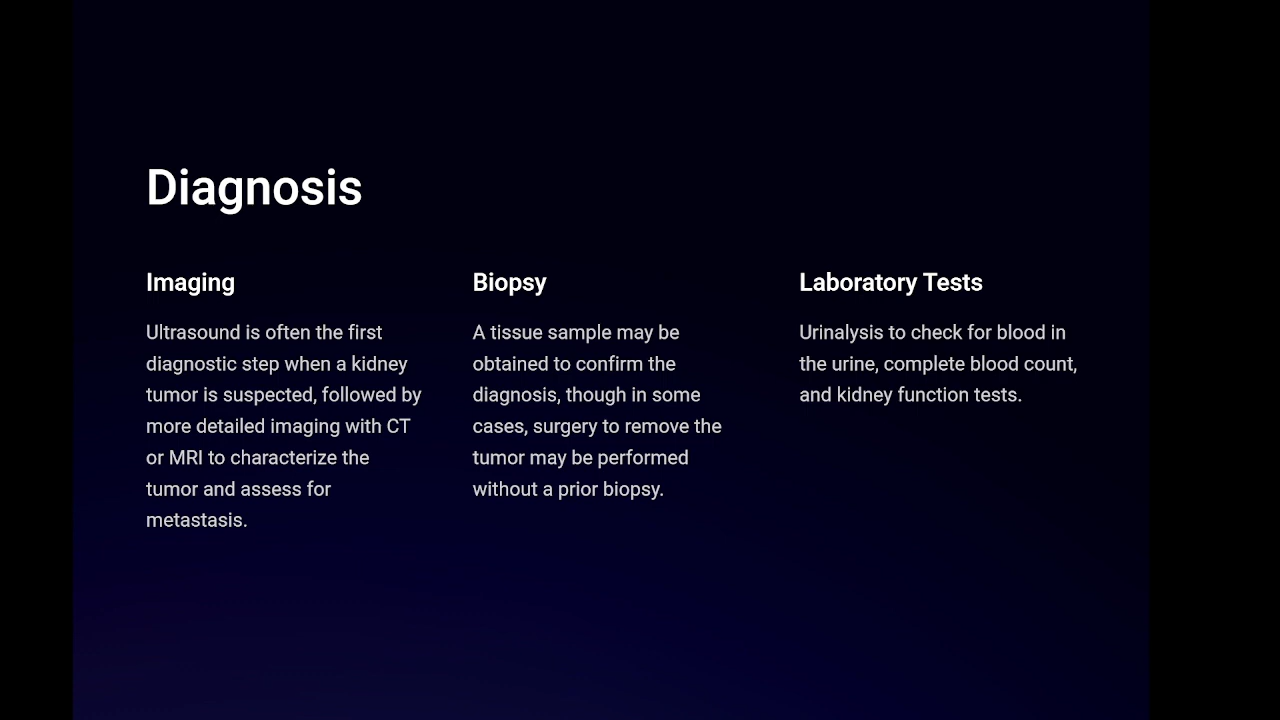 Diagnosis
Imaging
Ultrasound is often the first
diagnostic step when a kidney
tumor is suspected, followed by
more detailed imaging with CT
or MRI to characterize the
tumor and assess for
metastasis.
Biopsy
A tissue sample may be
obtained to confirm the
diagnosis, though in some
cases, surgery to remove the
tumor may be performed
without a prior biopsy.
Laboratory Tests
Urinalysis to check for blood in
the urine, complete blood count,
and kidney function tests.